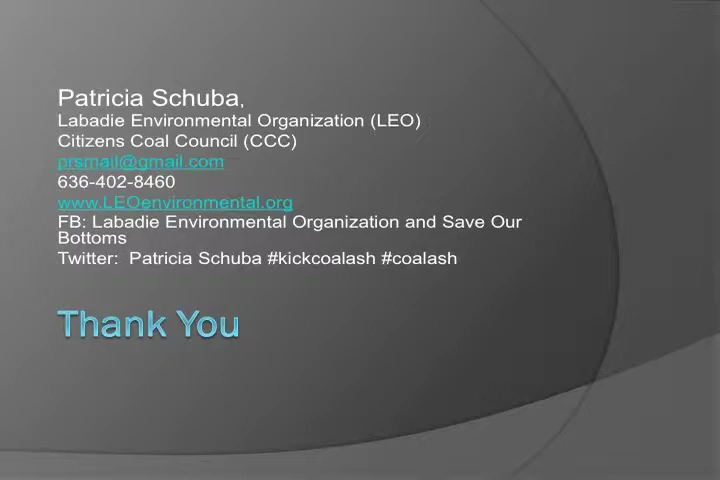 Patricia Schuba,
Labadie Environmental Organization (LEO)
Citizens Coal Council (CCC)
prsmail@gmail.com
636-402-8460
www.LEOenvironmental.org
FB: Labadie Environmental Organization and Save Our
Bottoms
Twitter:  Patricia Schuba #kickcoalash #coalash
Thank You